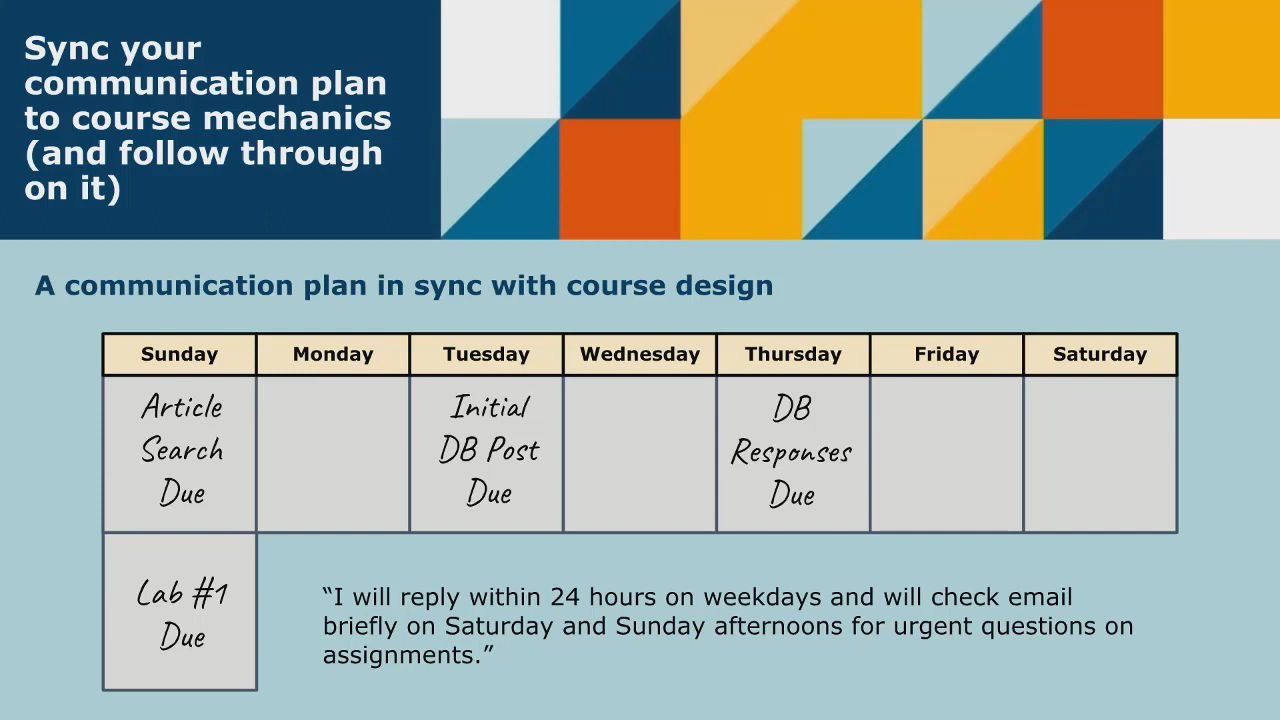 Sync your
communication plan
to course mechanics
(and follow through
on it)
A communication plan in sync with course design
Sunday Monday Tuesday Wednesday Thursday Friday Saturday
Article
Search
Due
Initial
DB Post
Due
DB
Responses
Due
Lab #1
Due
“I will reply within 24 hours on weekdays and will check email
briefly on Saturday and Sunday afternoons for urgent questions on
assignments.”